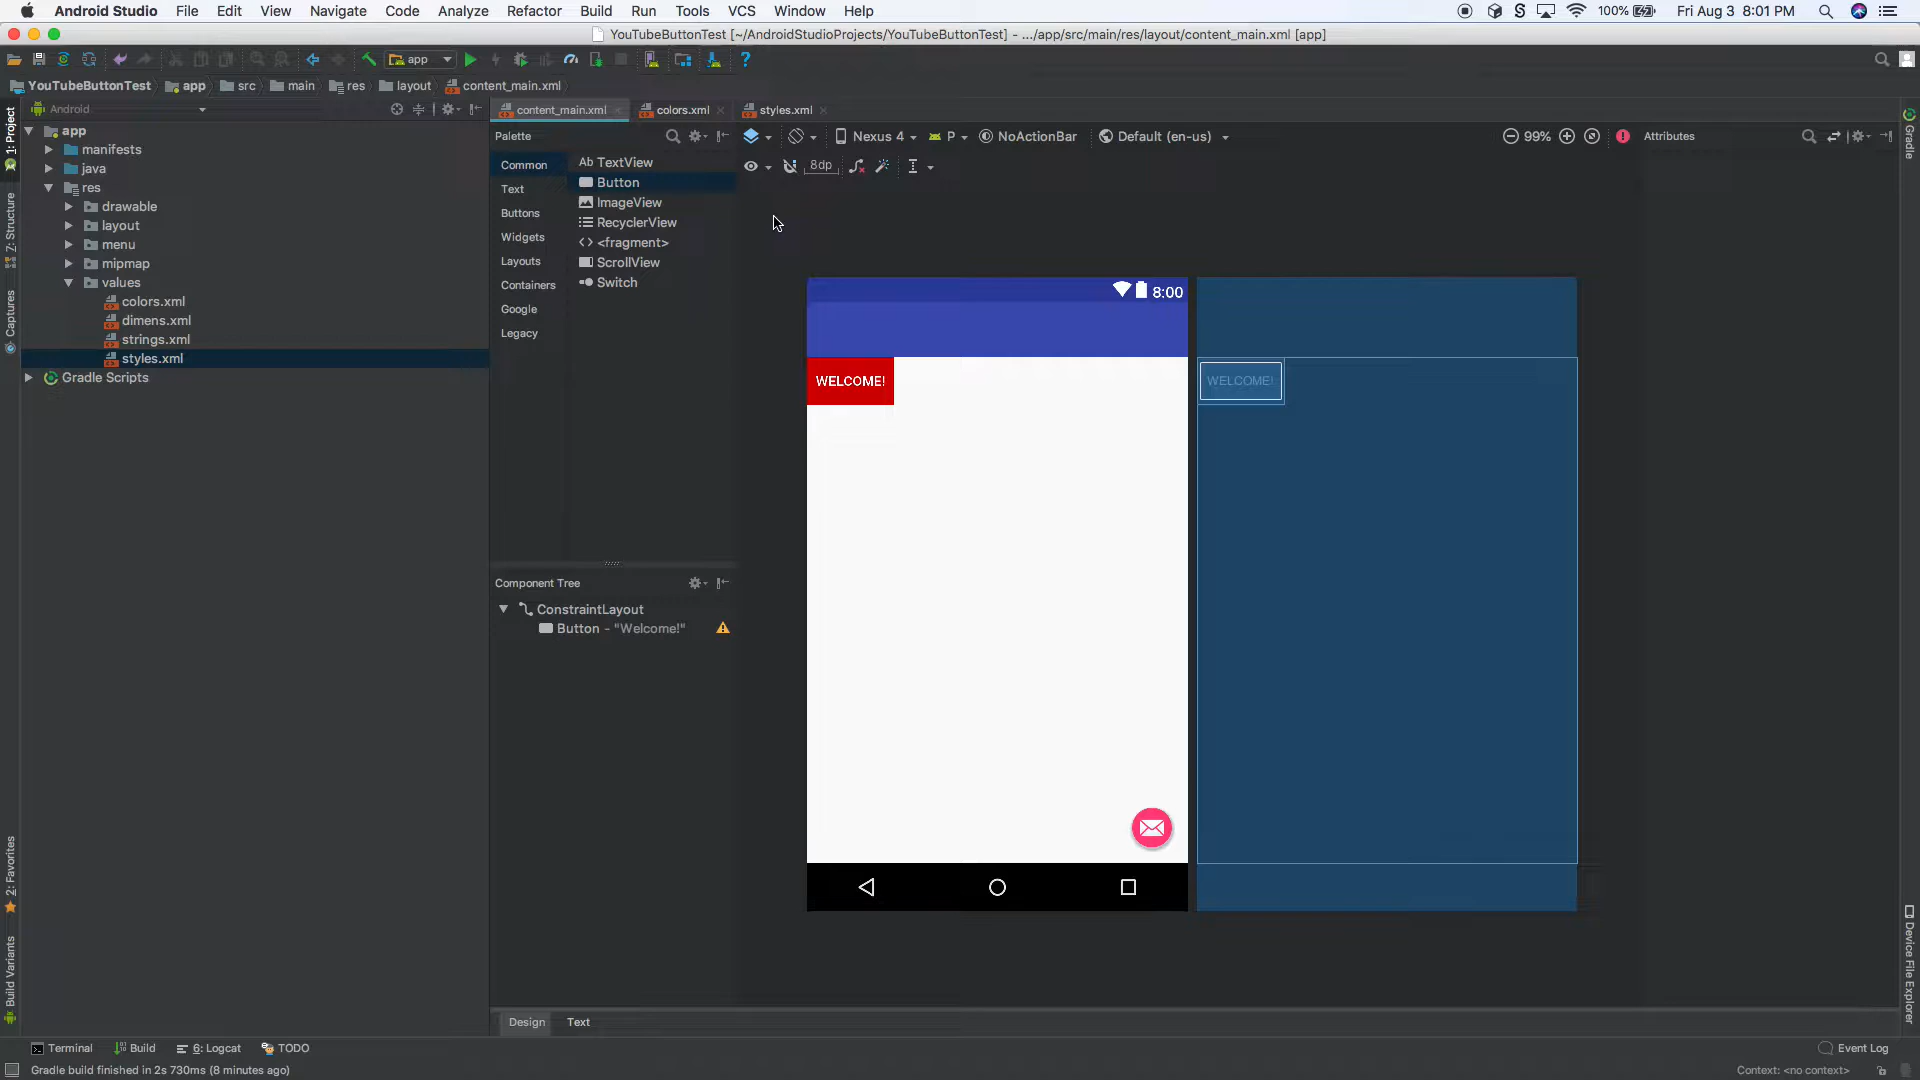 Android Studio File Edit View Navigate Code Analyze Refactor Build Run Tools VCS Window Help 100% Fri Aug 3 8:01 PM
YouTubeButtonTest [~/AndroidStudioProjects/YouTubeButtonTest] - .../app/src/main/res/layout/content_main.xml [app]
app
YouTubeButtonTest app src main res layout content_main.xml
1: Project
7: Structure
Captures
2: Favorites
Build Variants
Android
app
manifests
java
res
drawable
layout
menu
mipmap
values
colors.xml
dimens.xml
strings.xml
styles.xml
Gradle Scripts
content_main.xml colors.xml styles.xml
Palette
Common
Text
Buttons
Widgets
Layouts
Containers
Google
Legacy
Ab TextView
Button
ImageView
RecyclerView
<fragment>
ScrollView
Switch
Component Tree
ConstraintLayout
Button - "Welcome!"
Nexus 4 P NoActionBar Default (en-us) 99% Attributes
8dp
8:00
WELCOME!
WELCOME!
Gradle
Device File Explorer
Design Text
Terminal Build 6: Logcat TODO Event Log
Gradle build finished in 2s 730ms (8 minutes ago) Context: <no context>